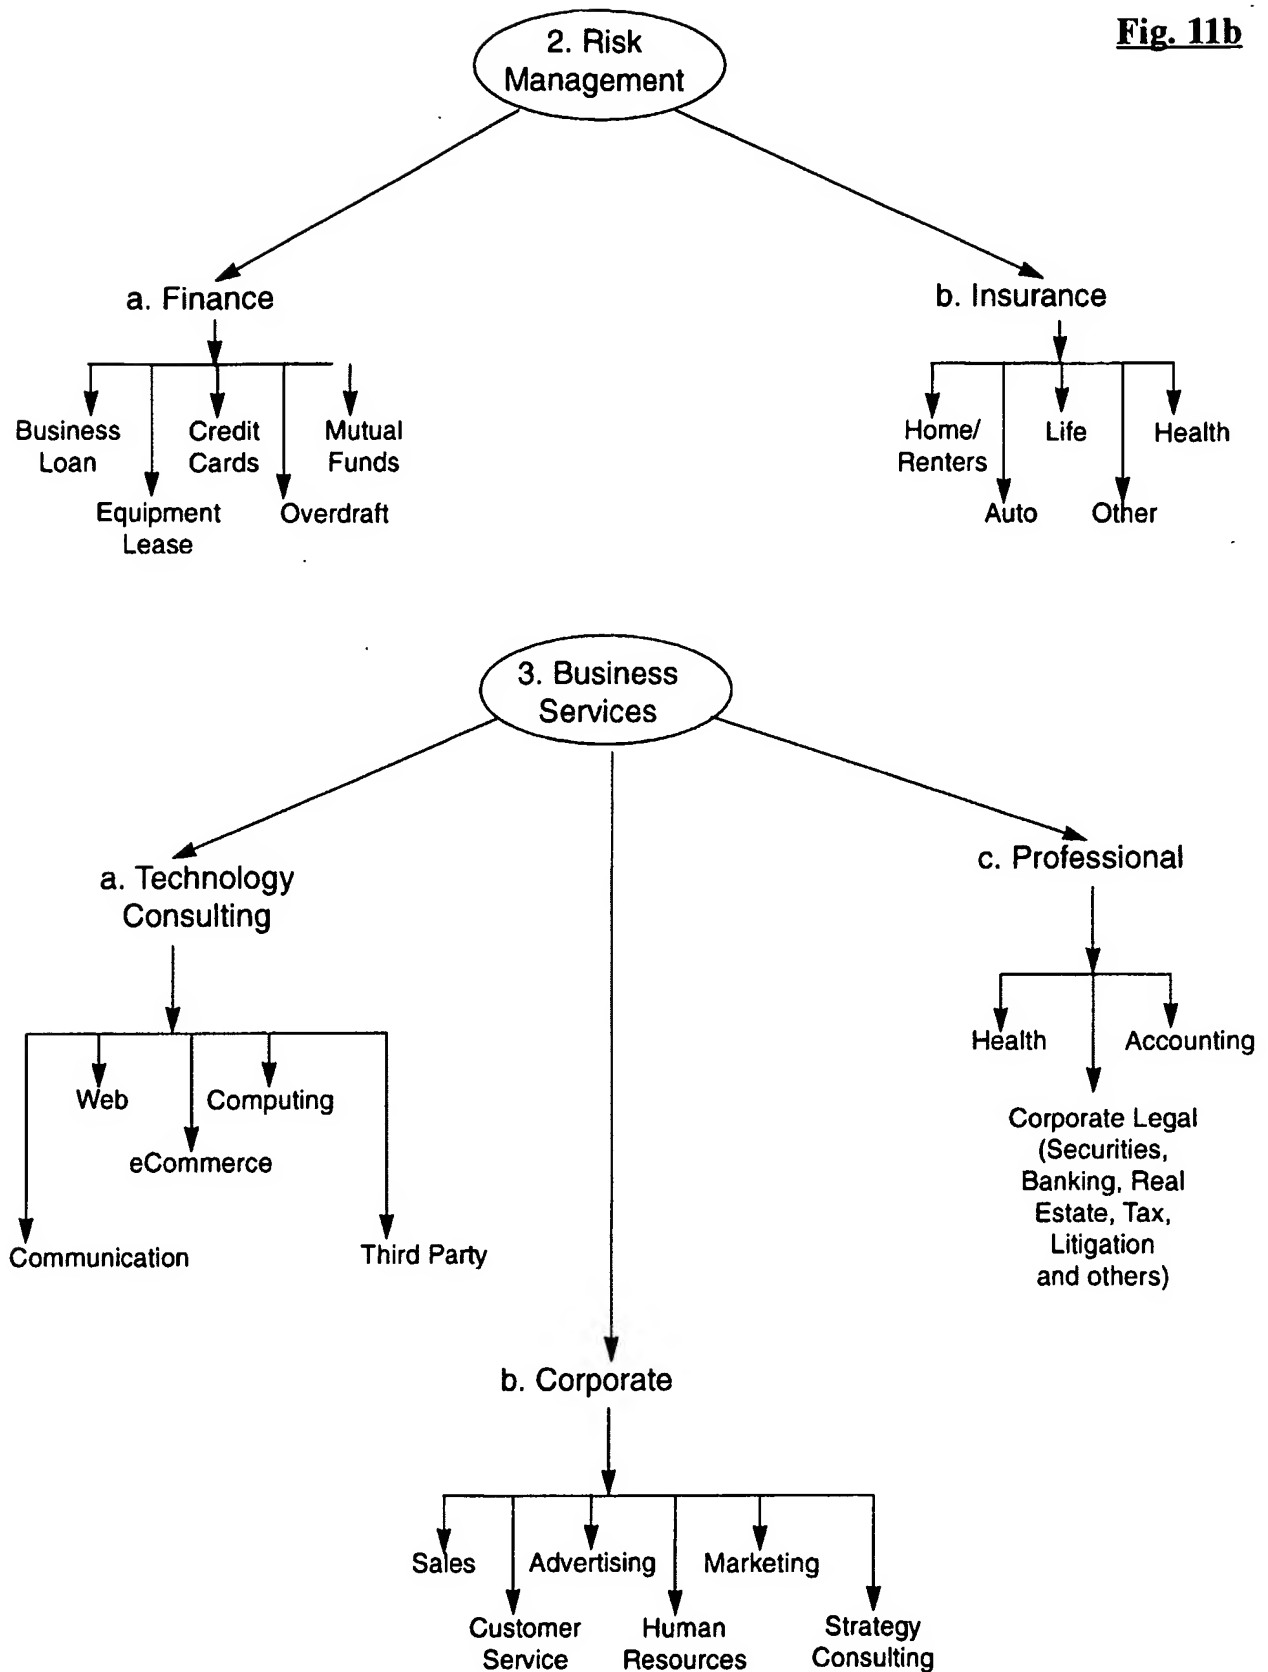 Fig. 11b
2. Risk
Management
a. Finance
b. Insurance
Business
Loan
Credit
Cards
Mutual
Funds
Equipment
Lease
Overdraft
Home/
Renters
Life
Health
Auto
Other
3. Business
Services
a. Technology
Consulting
c. Professional
Web
Computing
eCommerce
Communication
Third Party
Health
Accounting
Corporate Legal
(Securities,
Banking, Real
Estate, Tax,
Litigation
and others)
b. Corporate
Sales
Advertising
Marketing
Customer
Service
Human
Resources
Strategy
Consulting